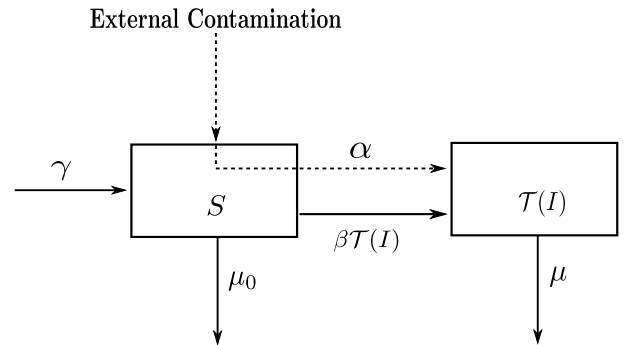 External Contamination
γ
α
S
𝒯(I)
β𝒯(I)
μ₀
μ